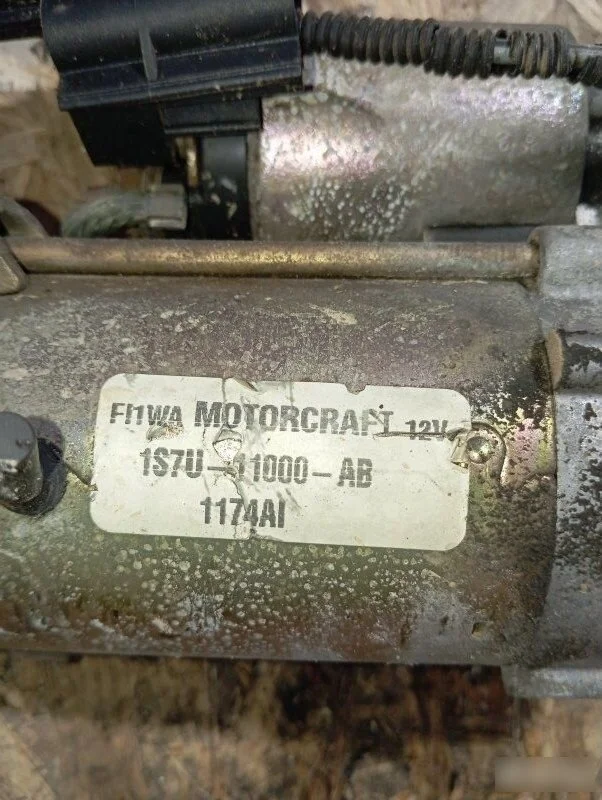 FI1WA MOTORCRAFT 12V
1S7U-11000-AB
1174AI